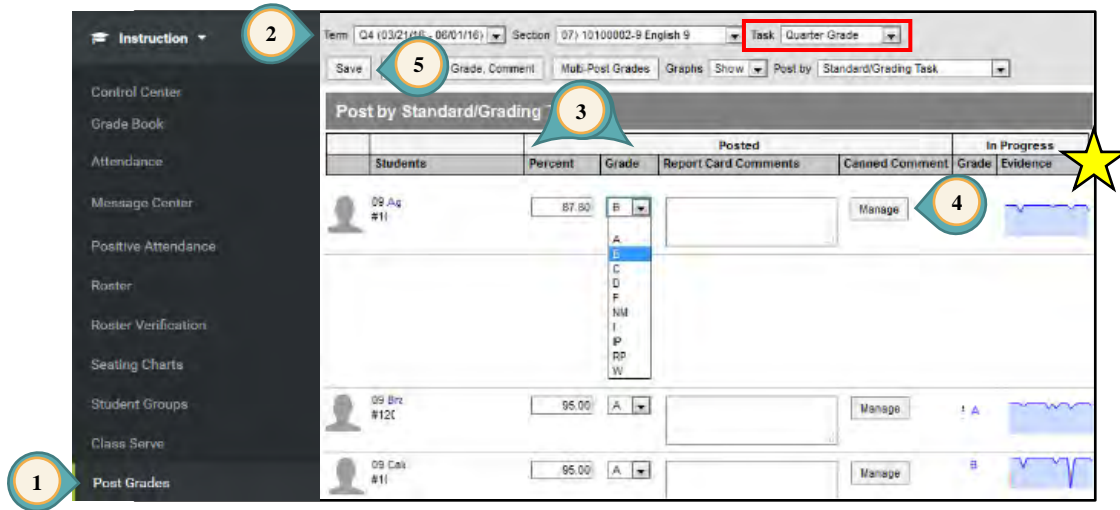 Instruction
Control Center
Grade Book
Attendance
Message Center
Positive Attendance
Roster
Roster Verification
Seating Charts
Student Groups
Class Serve
1 Post Grades
2 Term Q4 (03/21/16 - 06/01/16) Section 07) 10100002-9 English 9 Task Quarter Grade
Save 5 Grade, Comment Multi-Post Grades Graphs Show Post by Standard/Grading Task
Post by Standard/Grading T 3
Posted In Progress
Students Percent Grade Report Card Comments Canned Comment Grade Evidence
09 Ag 87.80 B Manage 4
#1(
A
B
C
D
F
NM
I
IP
RP
W
09 Brz 95.00 A Manage ! A
#12(
09 Cak 95.00 A Manage B
#1(